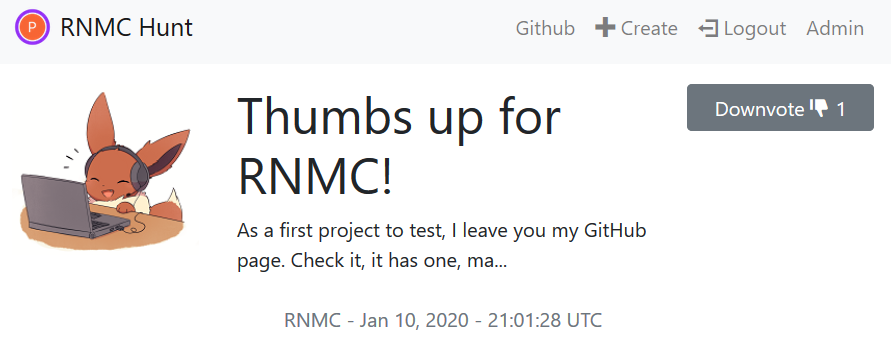 P RNMC Hunt Github Create Logout Admin
Thumbs up for
RNMC!
Downvote 1
As a first project to test, I leave you my GitHub
page. Check it, it has one, ma...
RNMC - Jan 10, 2020 - 21:01:28 UTC